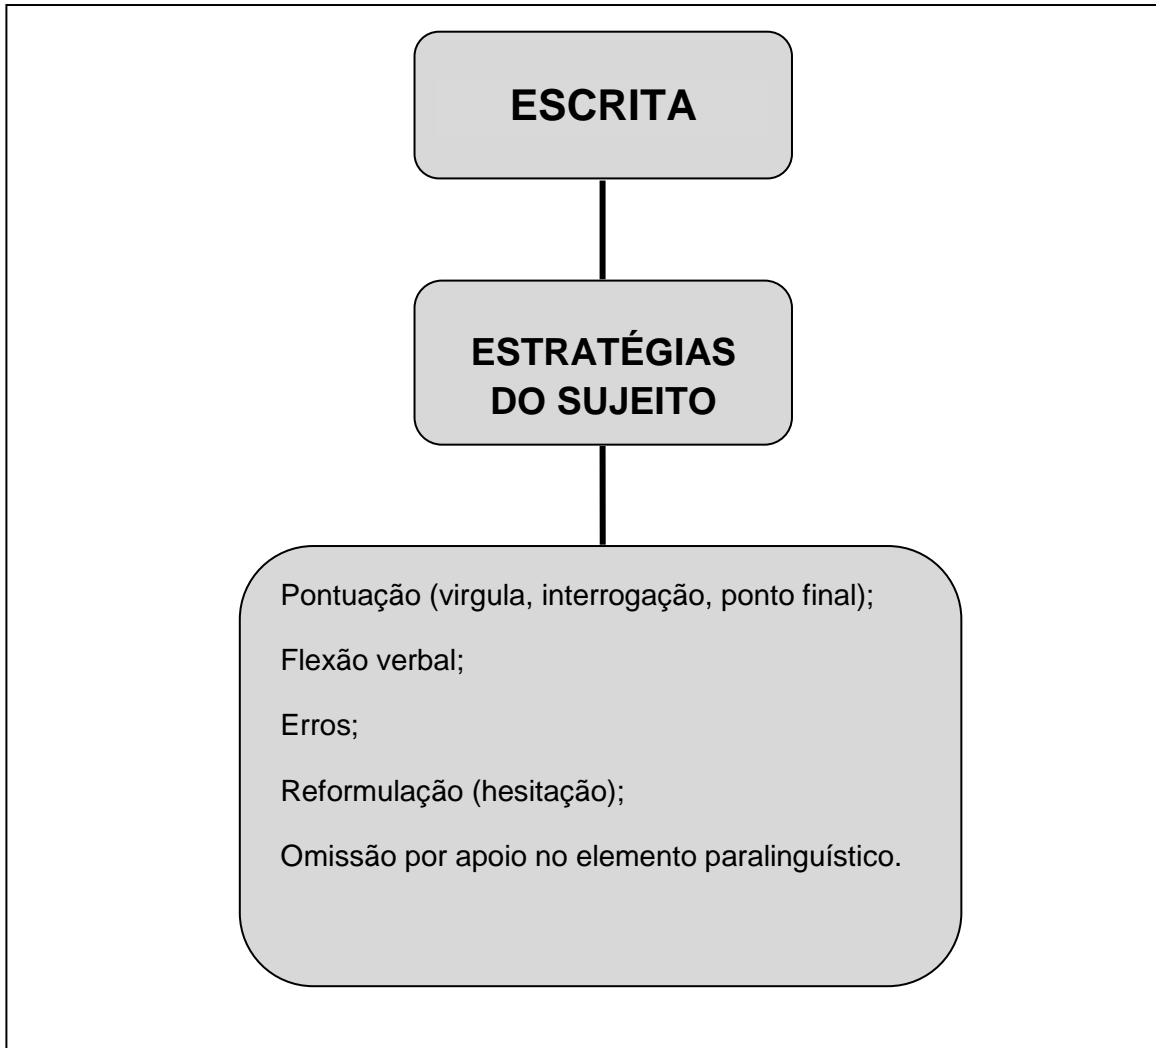 ESCRITA
ESTRATÉGIAS
DO SUJEITO
Pontuação (virgula, interrogação, ponto final);
Flexão verbal;
Erros;
Reformulação (hesitação);
Omissão por apoio no elemento paralinguístico.